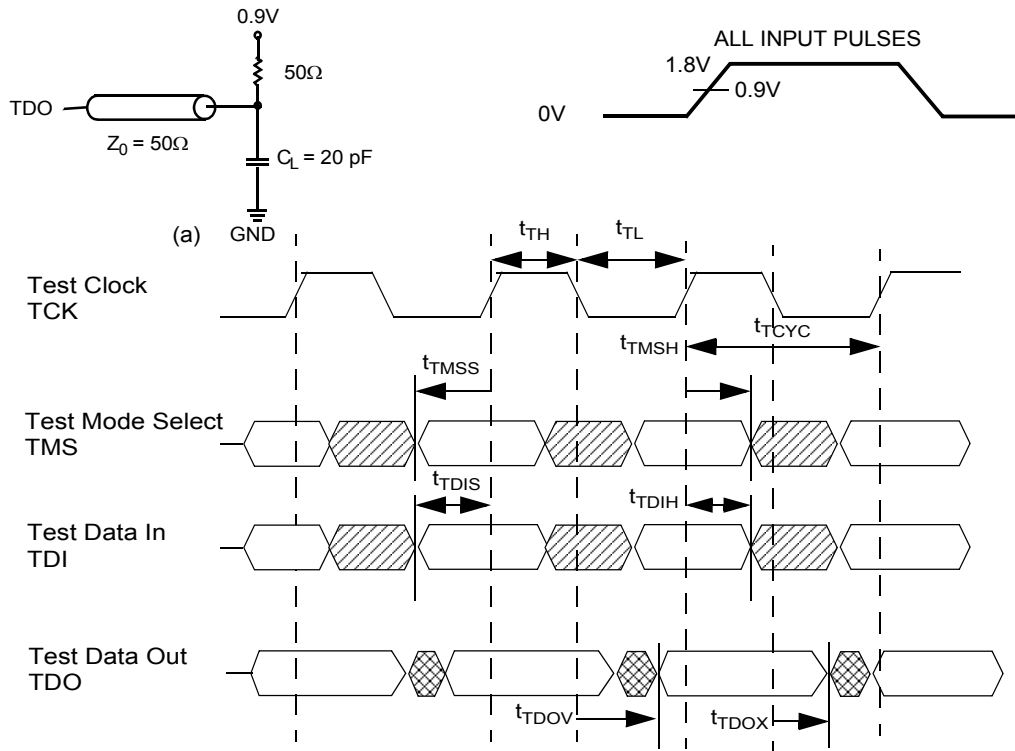 0.9V
50Ω
TDO
Z0 = 50Ω
CL = 20 pF
(a)
GND
ALL INPUT PULSES
1.8V
0.9V
0V
tTH
tTL
Test Clock
TCK
tTMSH
tTCYC
tTMSS
Test Mode Select
TMS
tTDIS
tTDIH
Test Data In
TDI
Test Data Out
TDO
tTDOV
tTDOX